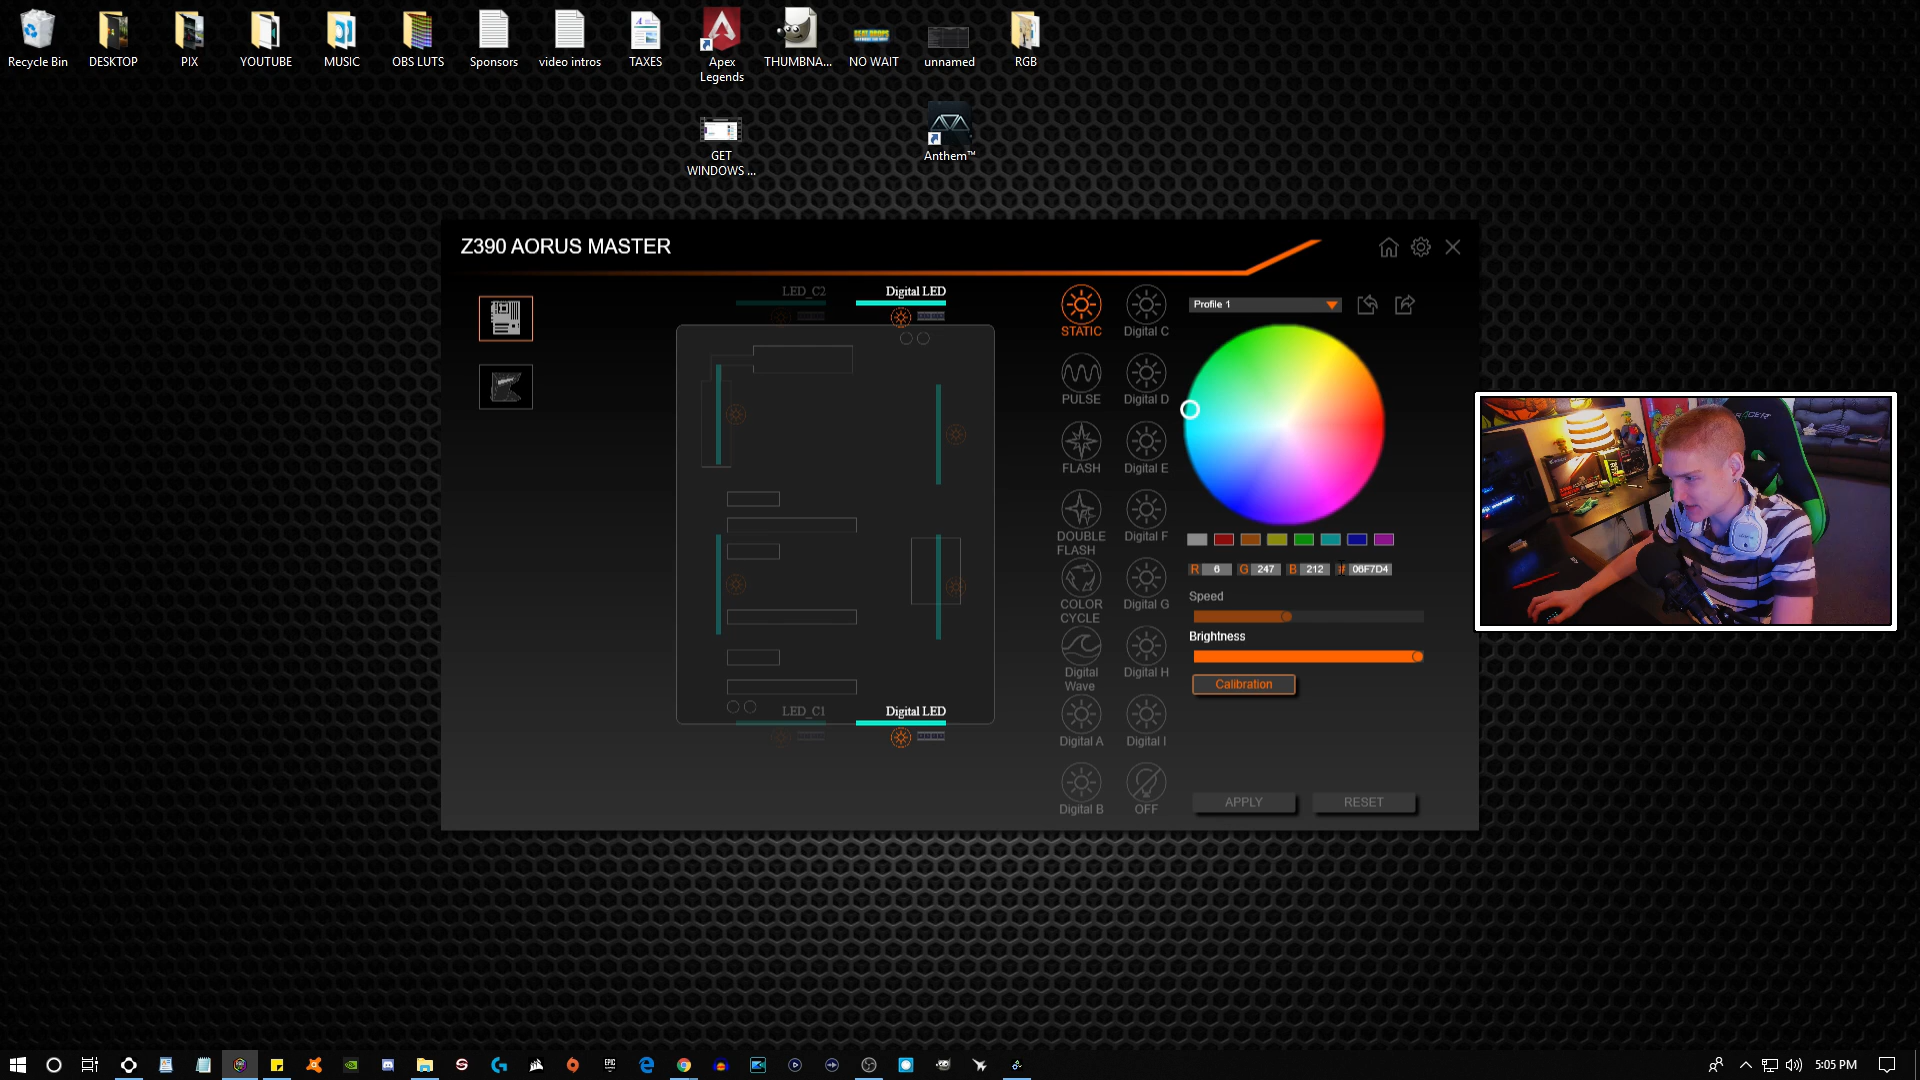 Recycle Bin
DESKTOP
PIX
YOUTUBE
MUSIC
OBS LUTS
Sponsors
video intros
TAXES
Apex
Legends
THUMBNA...
NO WAIT
unnamed
RGB
GET
WINDOWS ...
Anthem™
Z390 AORUS MASTER
LED_C2
Digital LED
STATIC
Digital C
Profile 1
PULSE
Digital D
FLASH
Digital E
DOUBLE
FLASH
Digital F
R 6 G 247 B 212 # 06F7D4
COLOR
CYCLE
Digital G
Speed
Brightness
Digital
Wave
Digital H
Calibration
LED_C1
Digital LED
Digital A
Digital I
Digital B
OFF
APPLY
RESET
EPIC
5:05 PM